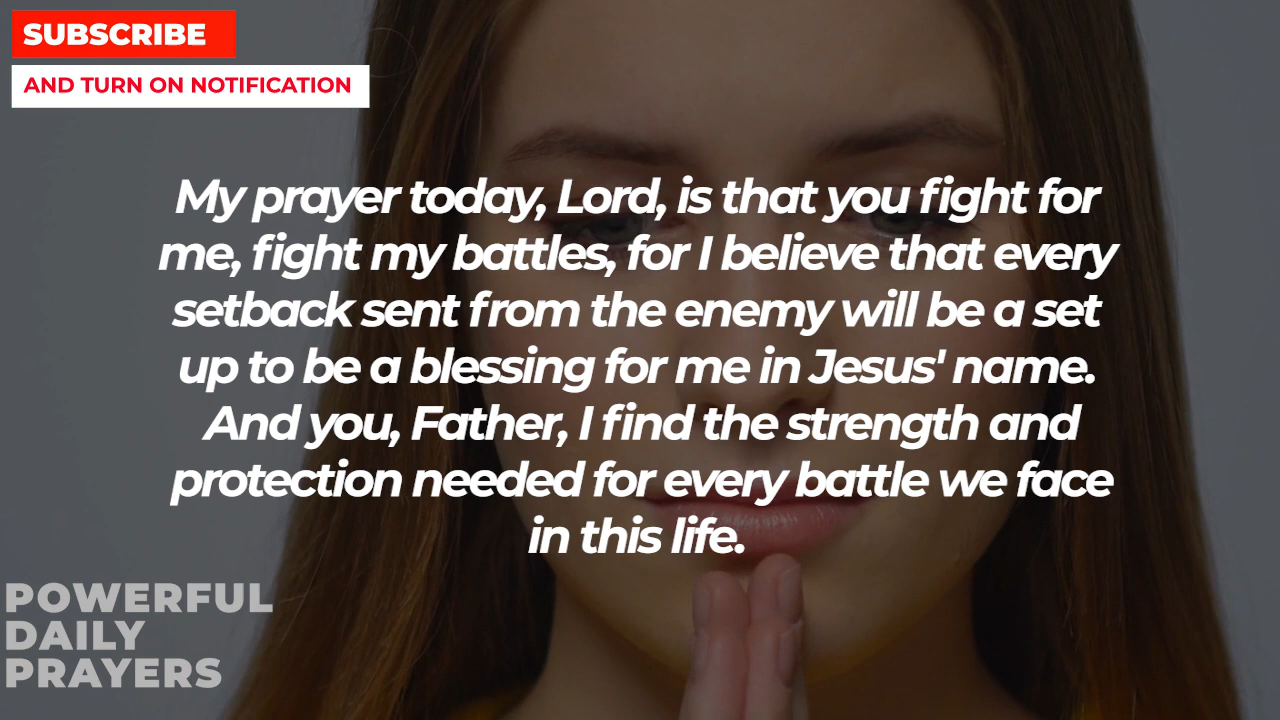 SUBSCRIBE
AND TURN ON NOTIFICATION
My prayer today, Lord, is that you fight for
me, fight my battles, for I believe that every
setback sent from the enemy will be a set
up to be a blessing for me in Jesus' name.
And you, Father, I find the strength and
protection needed for every battle we face
in this life.
POWERFUL
DAILY
PRAYERS